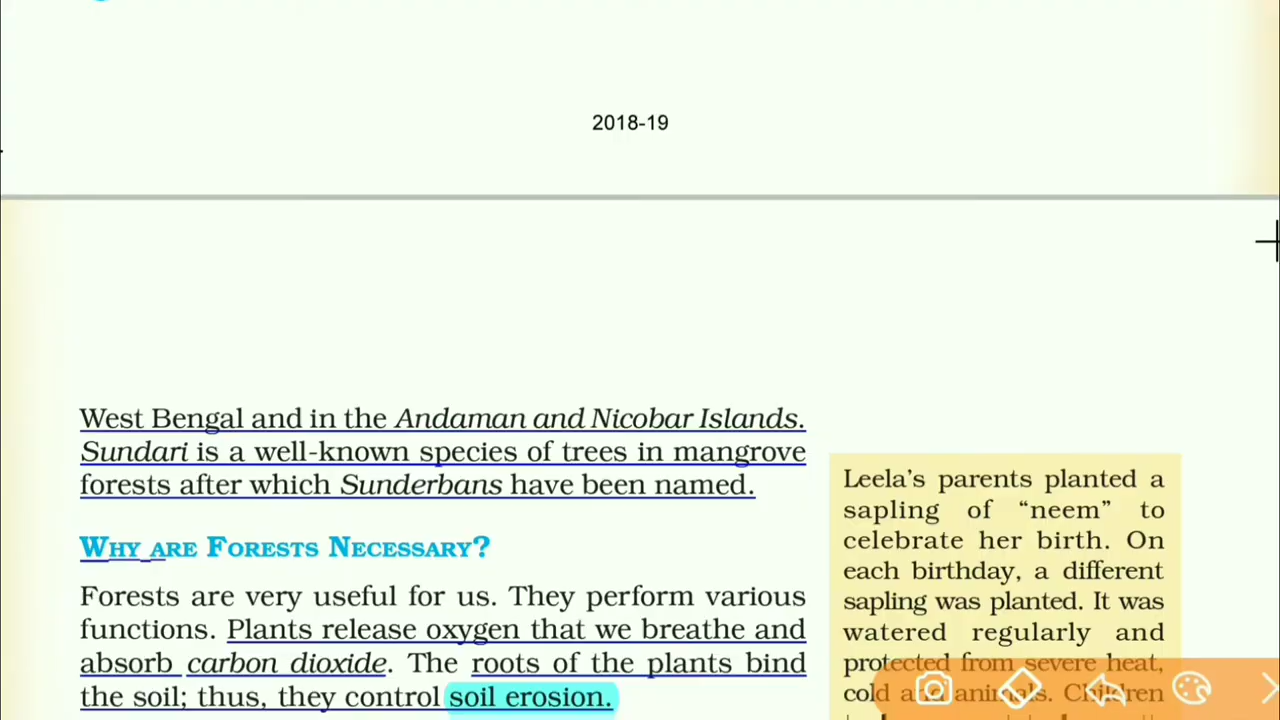 2018-19
West Bengal and in the Andaman and Nicobar Islands.
Sundari is a well-known species of trees in mangrove
forests after which Sunderbans have been named.
WHY ARE FORESTS NECESSARY?
Forests are very useful for us. They perform various
functions. Plants release oxygen that we breathe and
absorb carbon dioxide. The roots of the plants bind
the soil; thus, they control soil erosion.
Leela's parents planted a
sapling of “neem” to
celebrate her birth. On
each birthday, a different
sapling was planted. It was
watered regularly and
protected from severe heat,
cold and animals. Children